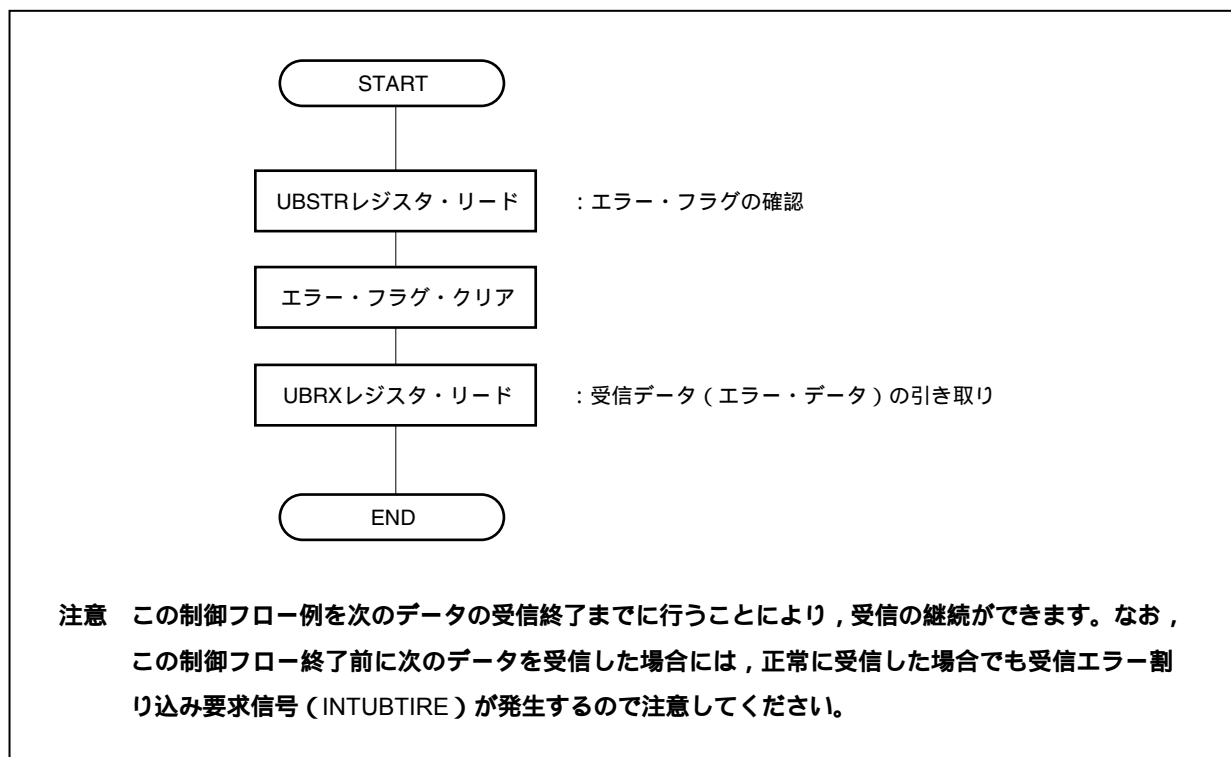 START
UBSTRレジスタ・リード ：エラー・フラグの確認
エラー・フラグ・クリア
UBRXレジスタ・リード ：受信データ（エラー・データ）の引き取り
END
注意 この制御フロー例を次のデータの受信終了までに行うことにより，受信の継続ができます。なお，
この制御フロー終了前に次のデータを受信した場合には，正常に受信した場合でも受信エラー割
り込み要求信号（INTUBTIRE）が発生するので注意してください。